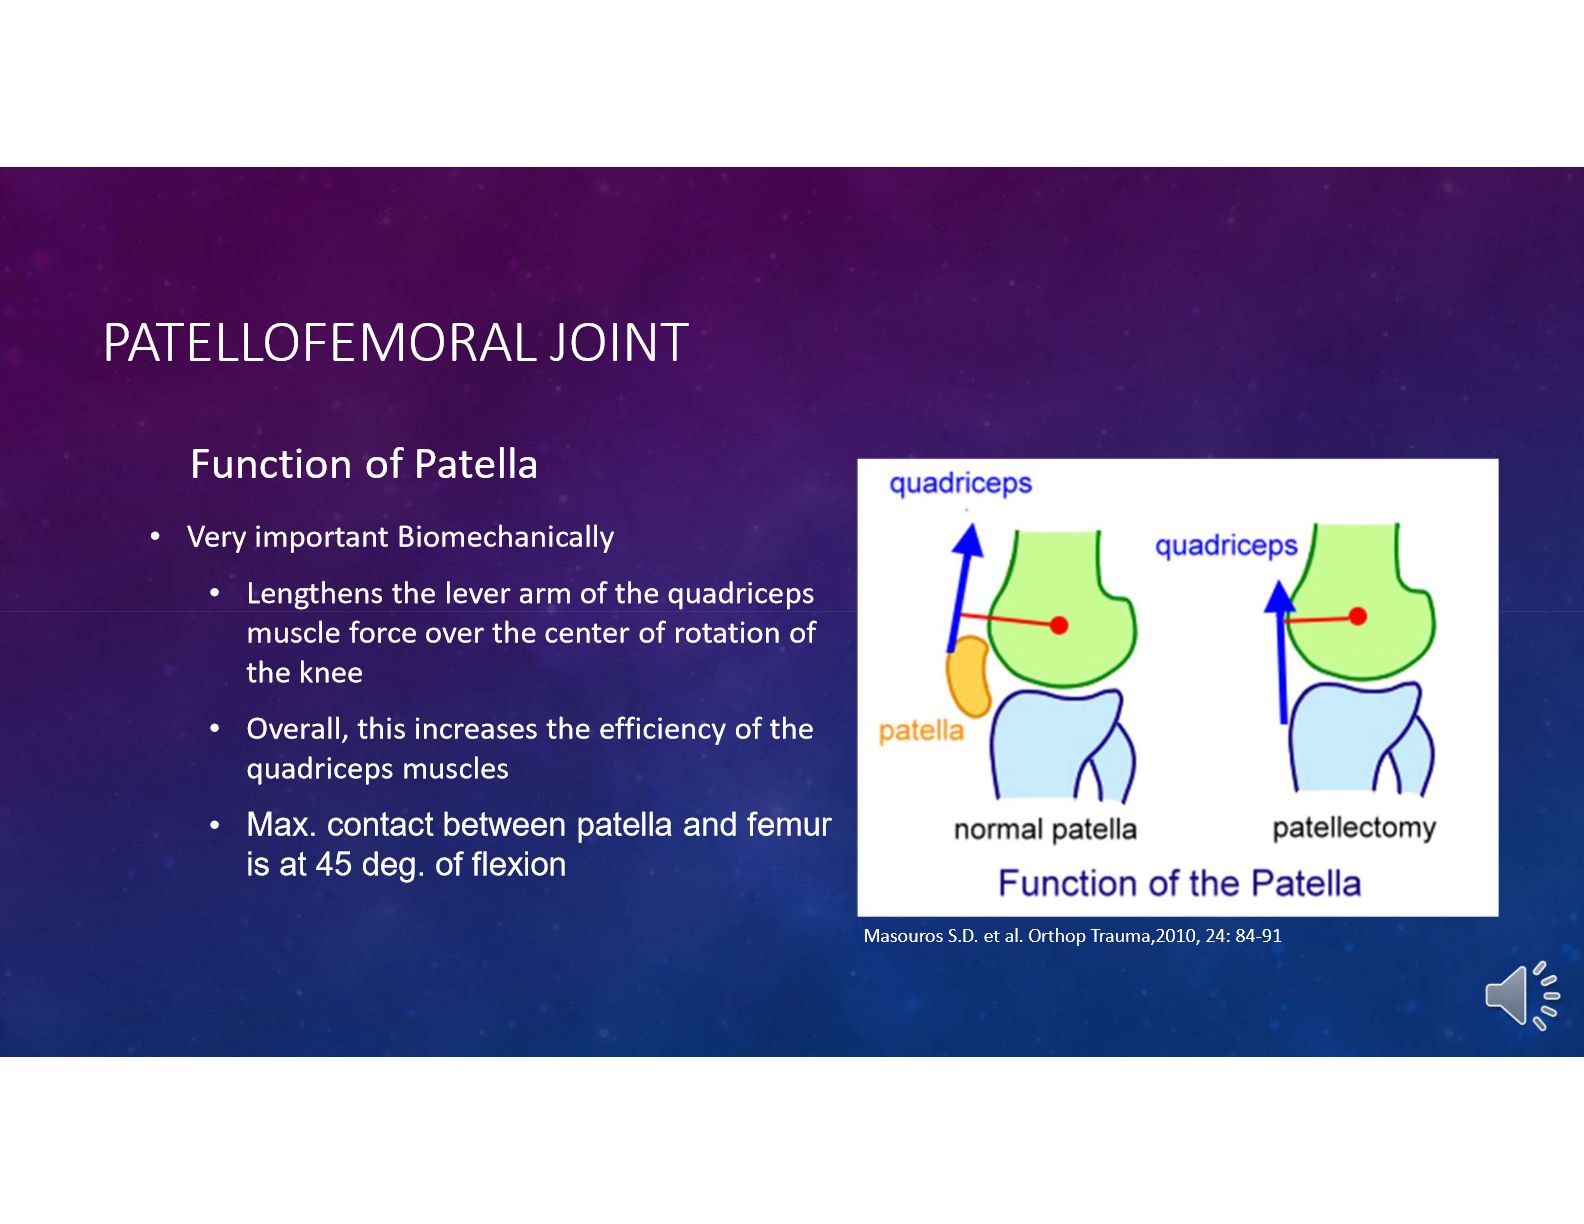 PATELLOFEMORAL JOINT
Function of Patella
• Very important Biomechanically
• Lengthens the lever arm of the quadriceps
muscle force over the center of rotation of
the knee
• Overall, this increases the efficiency of the
quadriceps muscles
• Max. contact between patella and femur
is at 45 deg. of flexion
quadriceps
quadriceps
patella
normal patella
patellectomy
Function of the Patella
Masouros S.D. et al. Orthop Trauma,2010, 24: 84-91